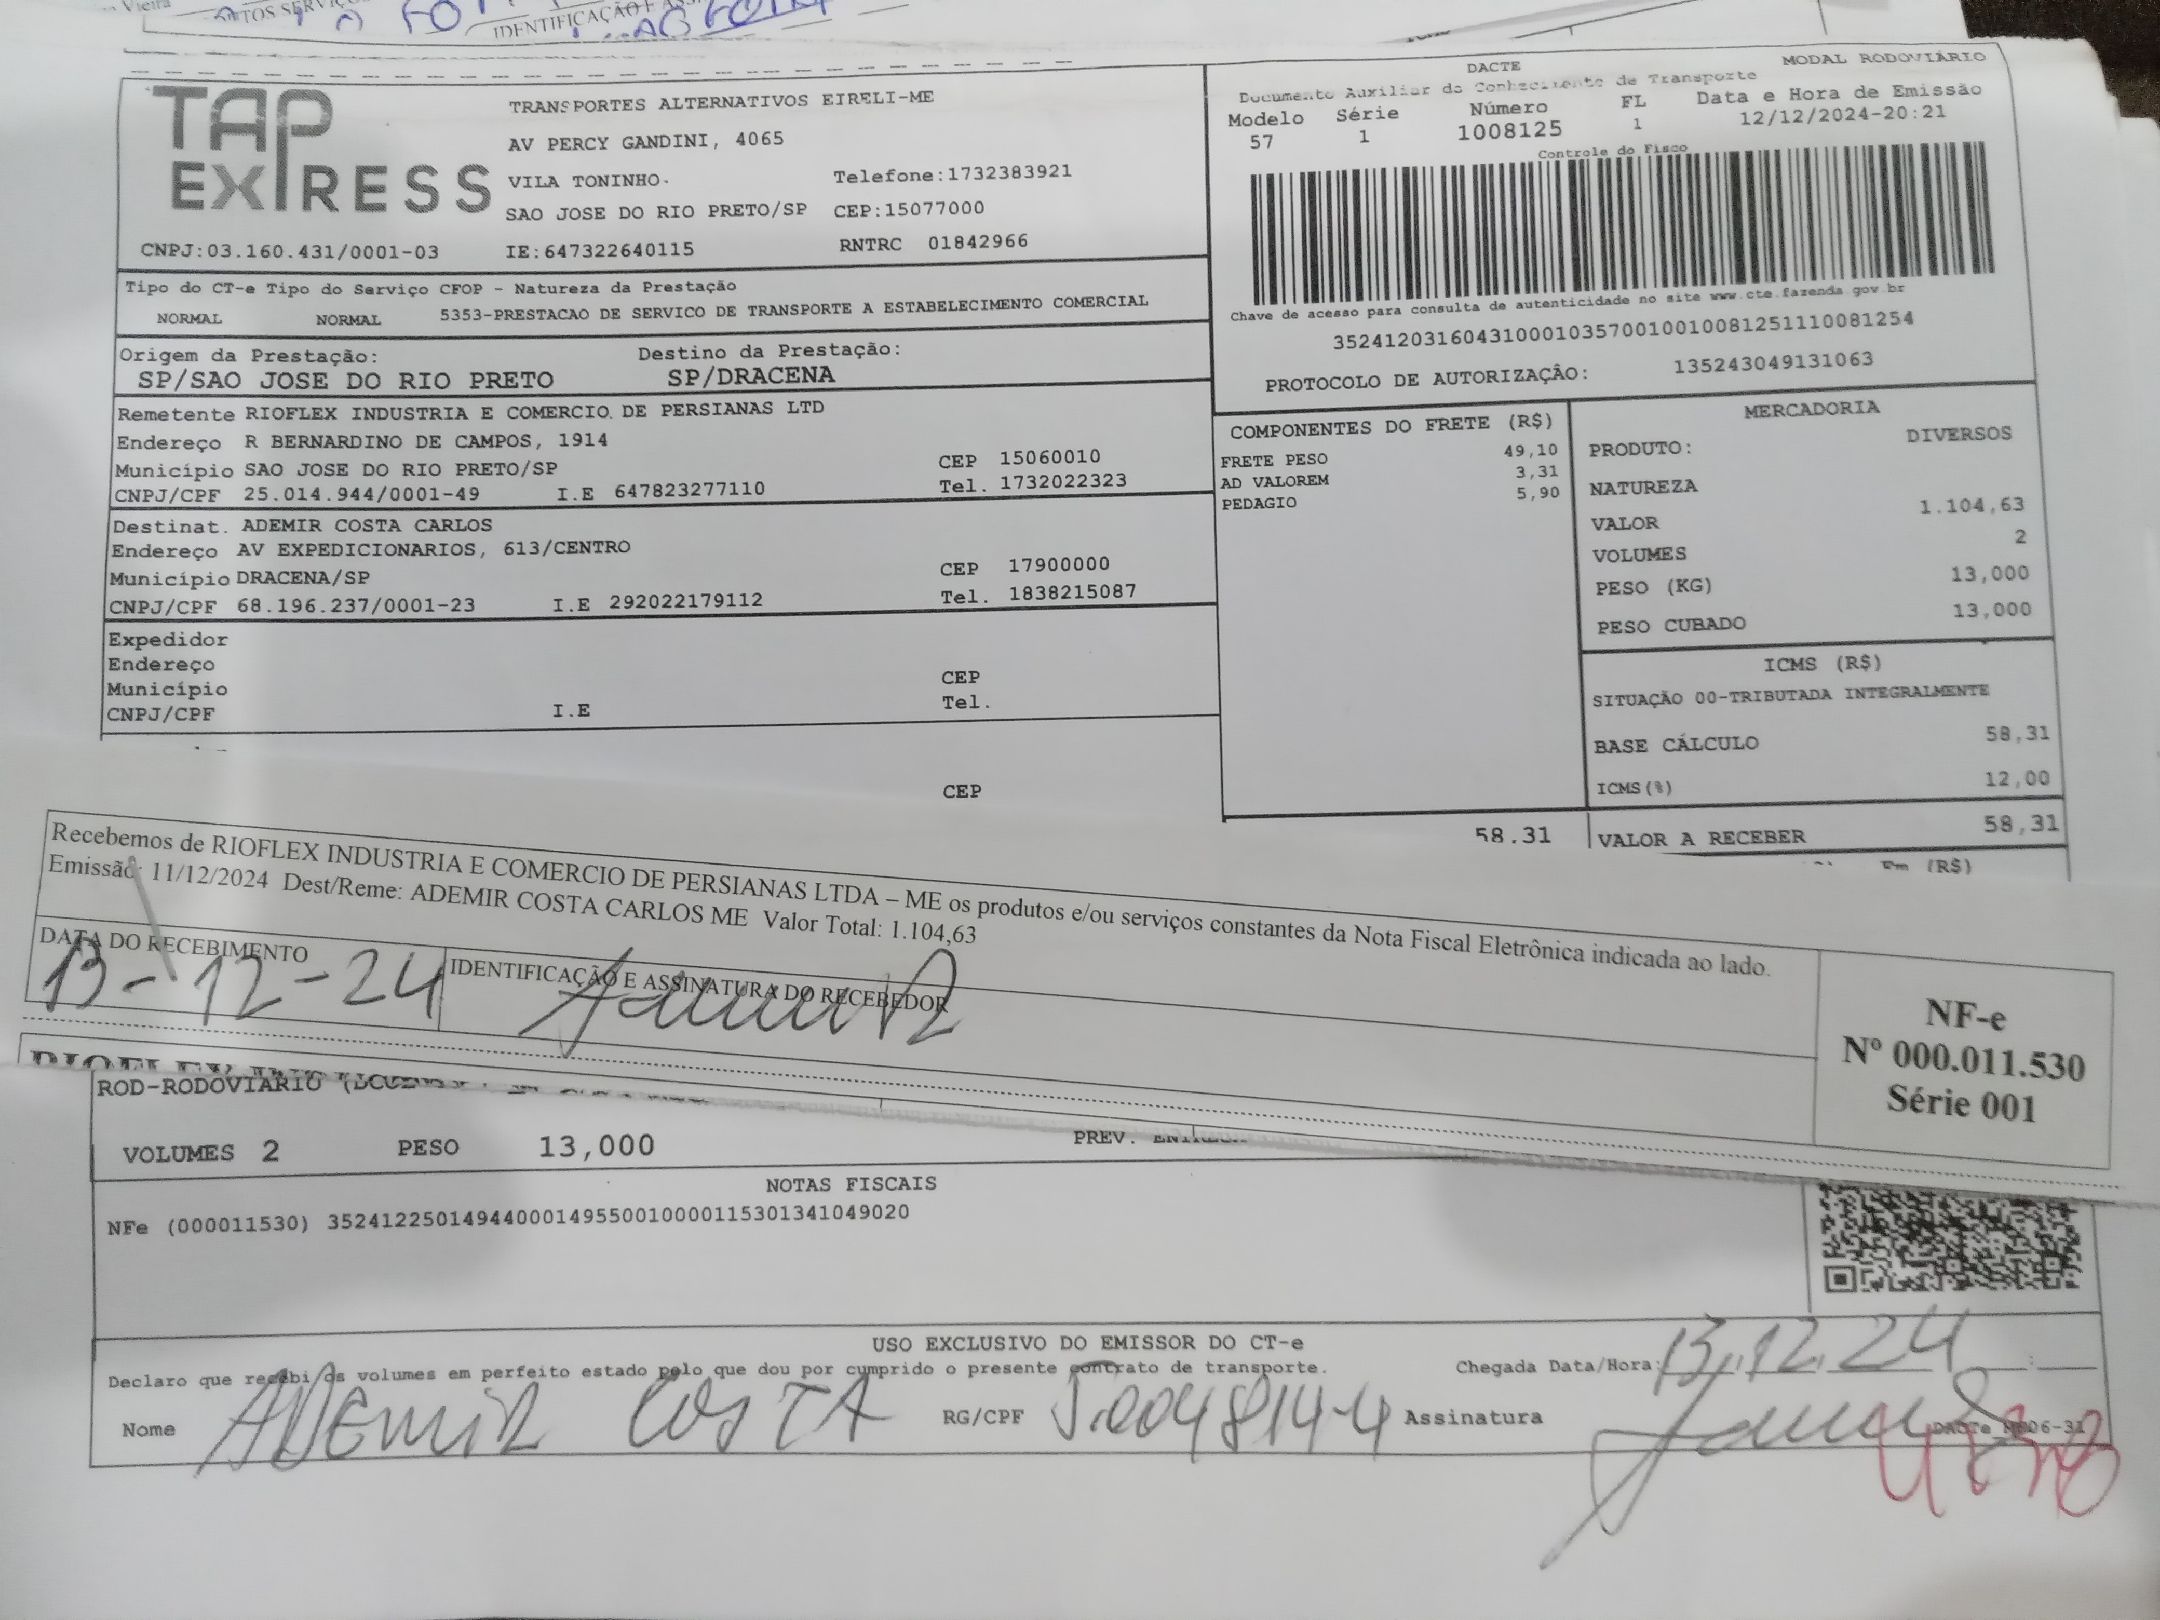 Vieira
IDENTIFICAÇÃO E
TAP EXPRESS
TRANSPORTES ALTERNATIVOS EIRELI-ME
AV PERCY GANDINI, 4065
VILA TONINHO. Telefone:1732383921
SAO JOSE DO RIO PRETO/SP CEP:15077000
CNPJ:03.160.431/0001-03 IE:647322640115 RNTRC 01842966
DACTE MODAL RODOVIÁRIO
Documento Auxiliar do Conhecimento de Transporte
Modelo Série Número FL Data e Hora de Emissão
57 1 1008125 1 12/12/2024-20:21
Controle do Fisco
Chave de acesso para consulta de autenticidade no site www.cte.fazenda.gov.br
35241203160431000103570010010081251110081254
PROTOCOLO DE AUTORIZAÇÃO: 135243049131063
Tipo do CT-e Tipo do Serviço CFOP - Natureza da Prestação
NORMAL NORMAL 5353-PRESTACAO DE SERVICO DE TRANSPORTE A ESTABELECIMENTO COMERCIAL
Origem da Prestação: Destino da Prestação:
SP/SAO JOSE DO RIO PRETO SP/DRACENA
Remetente RIOFLEX INDUSTRIA E COMERCIO DE PERSIANAS LTD
Endereço R BERNARDINO DE CAMPOS, 1914
Município SAO JOSE DO RIO PRETO/SP CEP 15060010
CNPJ/CPF 25.014.944/0001-49 I.E 647823277110 Tel. 1732022323
Destinat. ADEMIR COSTA CARLOS
Endereço AV EXPEDICIONARIOS, 613/CENTRO
Município DRACENA/SP CEP 17900000
CNPJ/CPF 68.196.237/0001-23 I.E 292022179112 Tel. 1838215087
Expedidor
Endereço
Município CEP
CNPJ/CPF I.E Tel.
CEP
COMPONENTES DO FRETE (R$)
FRETE PESO 49,10
AD VALOREM 3,31
PEDAGIO 5,90
58.31
MERCADORIA
PRODUTO: DIVERSOS
NATUREZA
VALOR 1.104,63
VOLUMES 2
PESO (KG) 13,000
PESO CUBADO 13,000
ICMS (R$)
SITUAÇÃO 00-TRIBUTADA INTEGRALMENTE
BASE CÁLCULO 58,31
ICMS(%) 12,00
VALOR A RECEBER 58,31
(R$)
Recebemos de RIOFLEX INDUSTRIA E COMERCIO DE PERSIANAS LTDA – ME os produtos e/ou serviços constantes da Nota Fiscal Eletrônica indicada ao lado.
Emissão: 11/12/2024 Dest/Reme: ADEMIR COSTA CARLOS ME Valor Total: 1.104,63
DATA DO RECEBIMENTO IDENTIFICAÇÃO E ASSINATURA DO RECEBEDOR
13-12-24
NF-e
Nº 000.011.530
Série 001
ROD-RODOVIÁRIO
VOLUMES 2 PESO 13,000 PREV.
NOTAS FISCAIS
NFe (000011530) 35241225014944000149550010000115301341049020
USO EXCLUSIVO DO EMISSOR DO CT-e
Declaro que recebi os volumes em perfeito estado pelo que dou por cumprido o presente contrato de transporte. Chegada Data/Hora: 13.12.24
Nome ADEMIR COSTA RG/CPF 5.004814-4 Assinatura